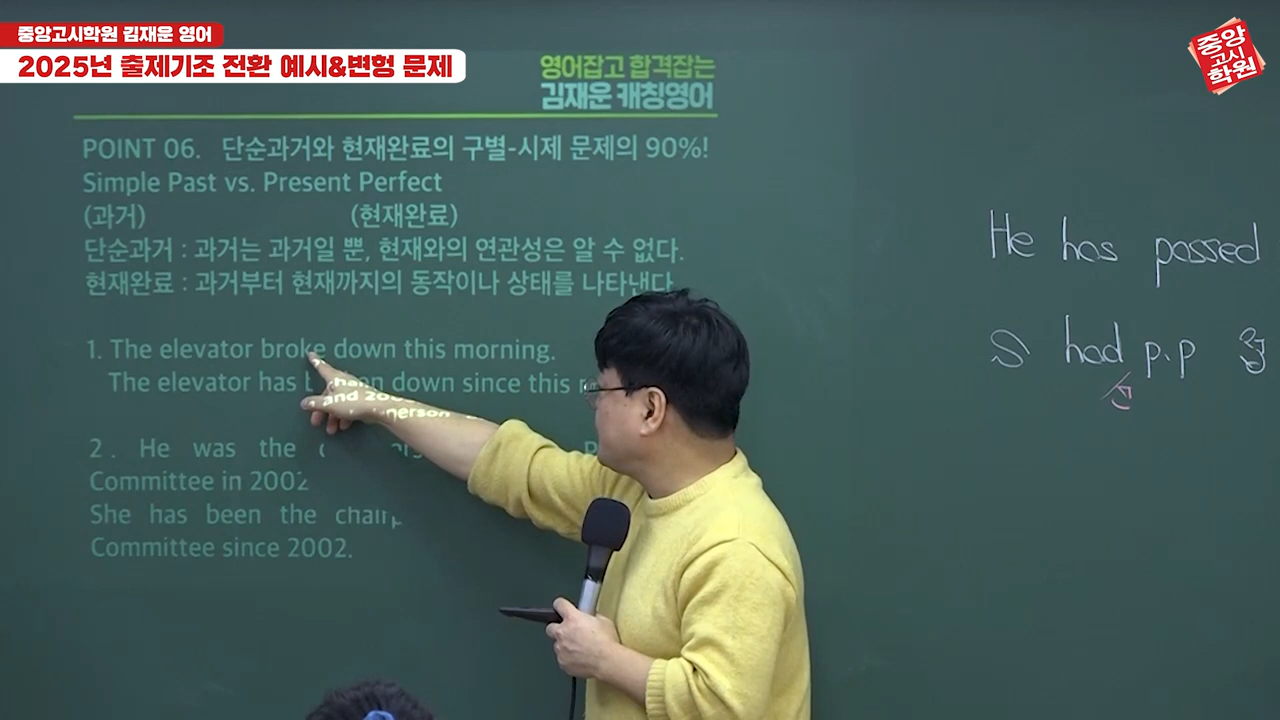 중앙고시학원 김재운 영어
2025년 출제기조 전환 예시&변형 문제
중앙
고시
학원
영어잡고 합격잡는
김재운 캐칭영어
POINT 06. 단순과거와 현재완료의 구별-시제 문제의 90%!
Simple Past vs. Present Perfect
(과거) (현재완료)
단순과거 : 과거는 과거일 뿐, 현재와의 연관성은 알 수 없다.
현재완료 : 과거부터 현재까지의 동작이나 상태를 나타낸다
1. The elevator broke down this morning.
The elevator has down since this
2. He was the
Committee in 2002
She has been the
Committee since 2002.
He has passed
S had p.p